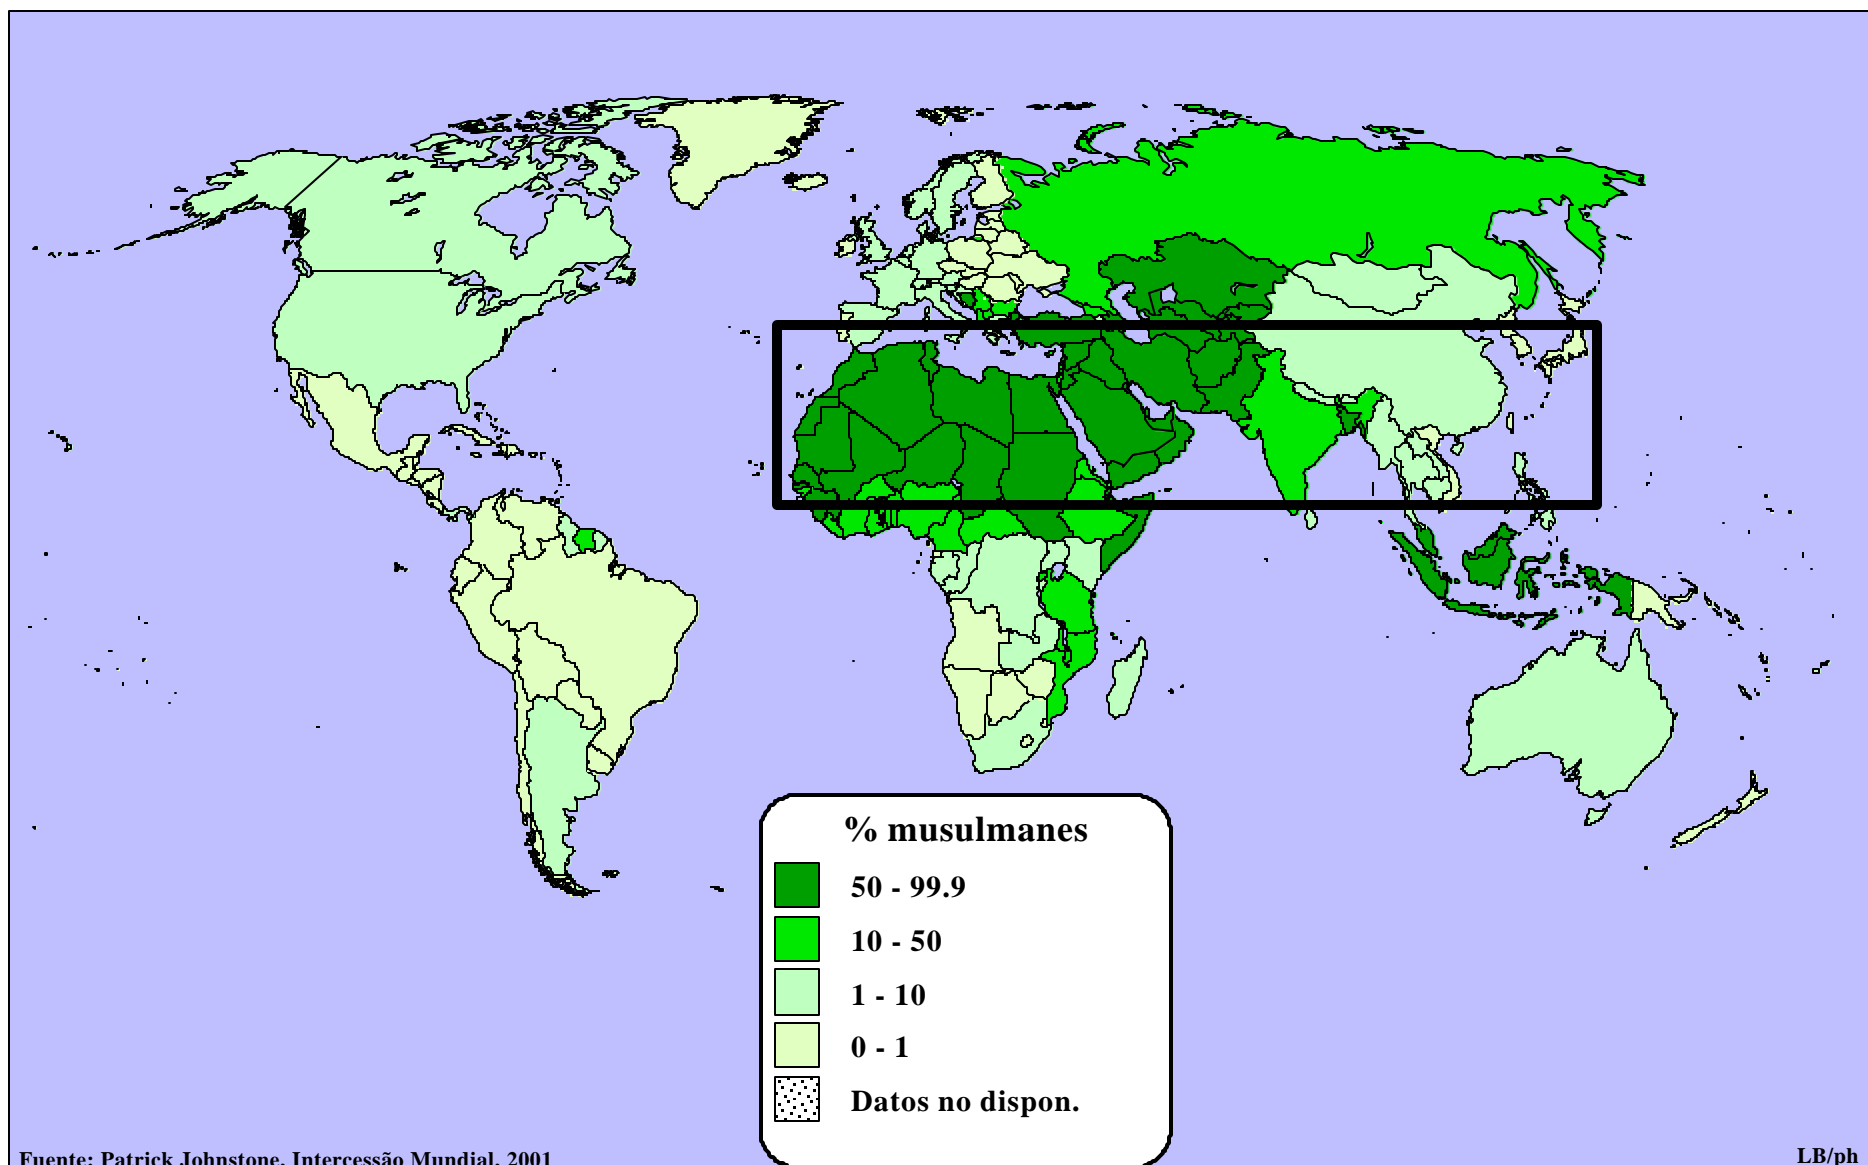 % musulmanes
50 - 99.9
10 - 50
1 - 10
0 - 1
Datos no dispon.
Fuente: Patrick Johnstone, Intercessão Mundial, 2001
LB/ph